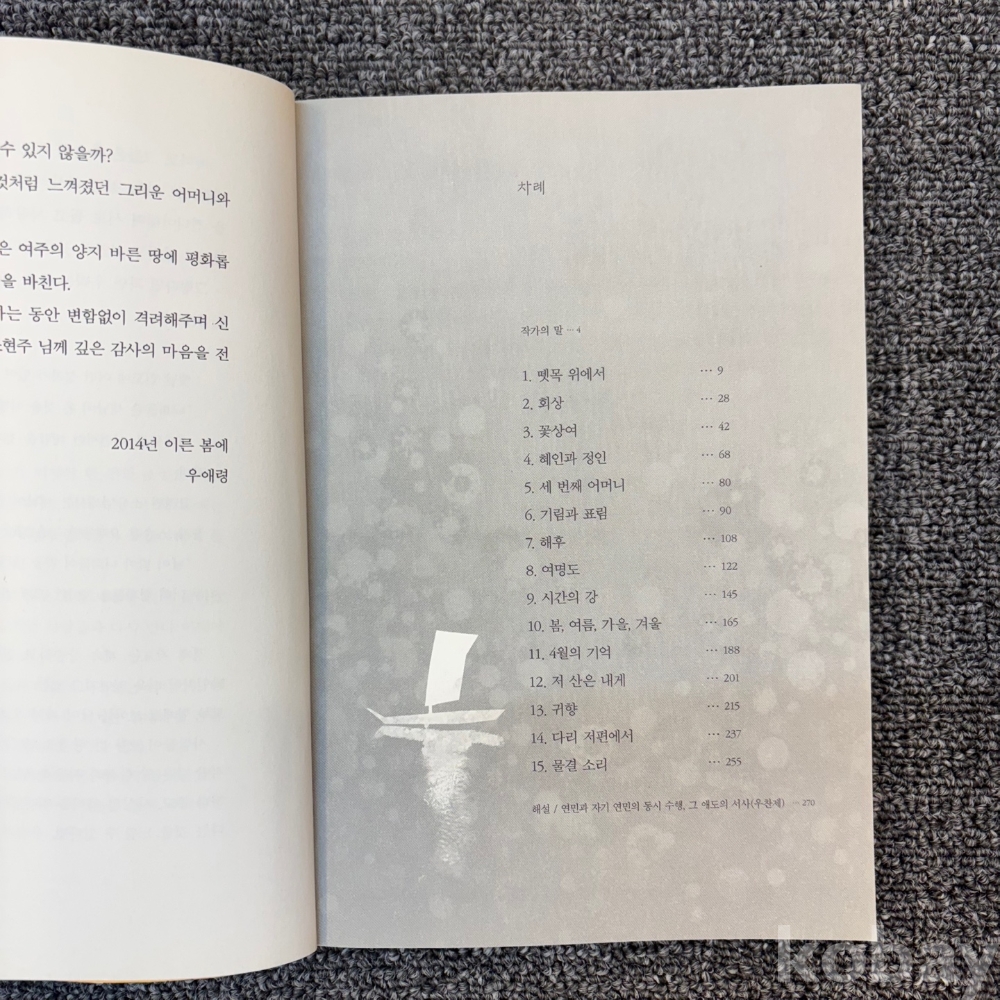 수 있지 않을까?
것처럼 느껴졌던 그리운 어머니와
은 여주의 양지 바른 땅에 평화롭
을 바친다.
하는 동안 변함없이 격려해주며 신
현주 님께 깊은 감사의 마음을 전
2014년 이른 봄에
우애령
차례
작가의 말 … 4
1. 뗏목 위에서 … 9
2. 회상 … 28
3. 꽃상여 … 42
4. 혜인과 정인 … 68
5. 세 번째 어머니 … 80
6. 기림과 표림 … 90
7. 해후 … 108
8. 여명도 … 122
9. 시간의 강 … 145
10. 봄, 여름, 가을, 겨울 … 165
11. 4월의 기억 … 188
12. 저 산은 내게 … 201
13. 귀향 … 215
14. 다리 저편에서 … 237
15. 물결 소리 … 255
해설 / 연민과 자기 연민의 동시 수행, 그 애도의 서사(우찬제) … 270
kobay